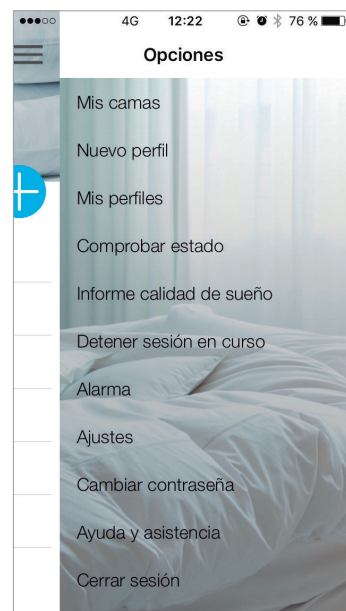 4G 12:22 76 %
Opciones
Mis camas
Nuevo perfil
Mis perfiles
Comprobar estado
Informe calidad de sueño
Detener sesión en curso
Alarma
Ajustes
Cambiar contraseña
Ayuda y asistencia
Cerrar sesión